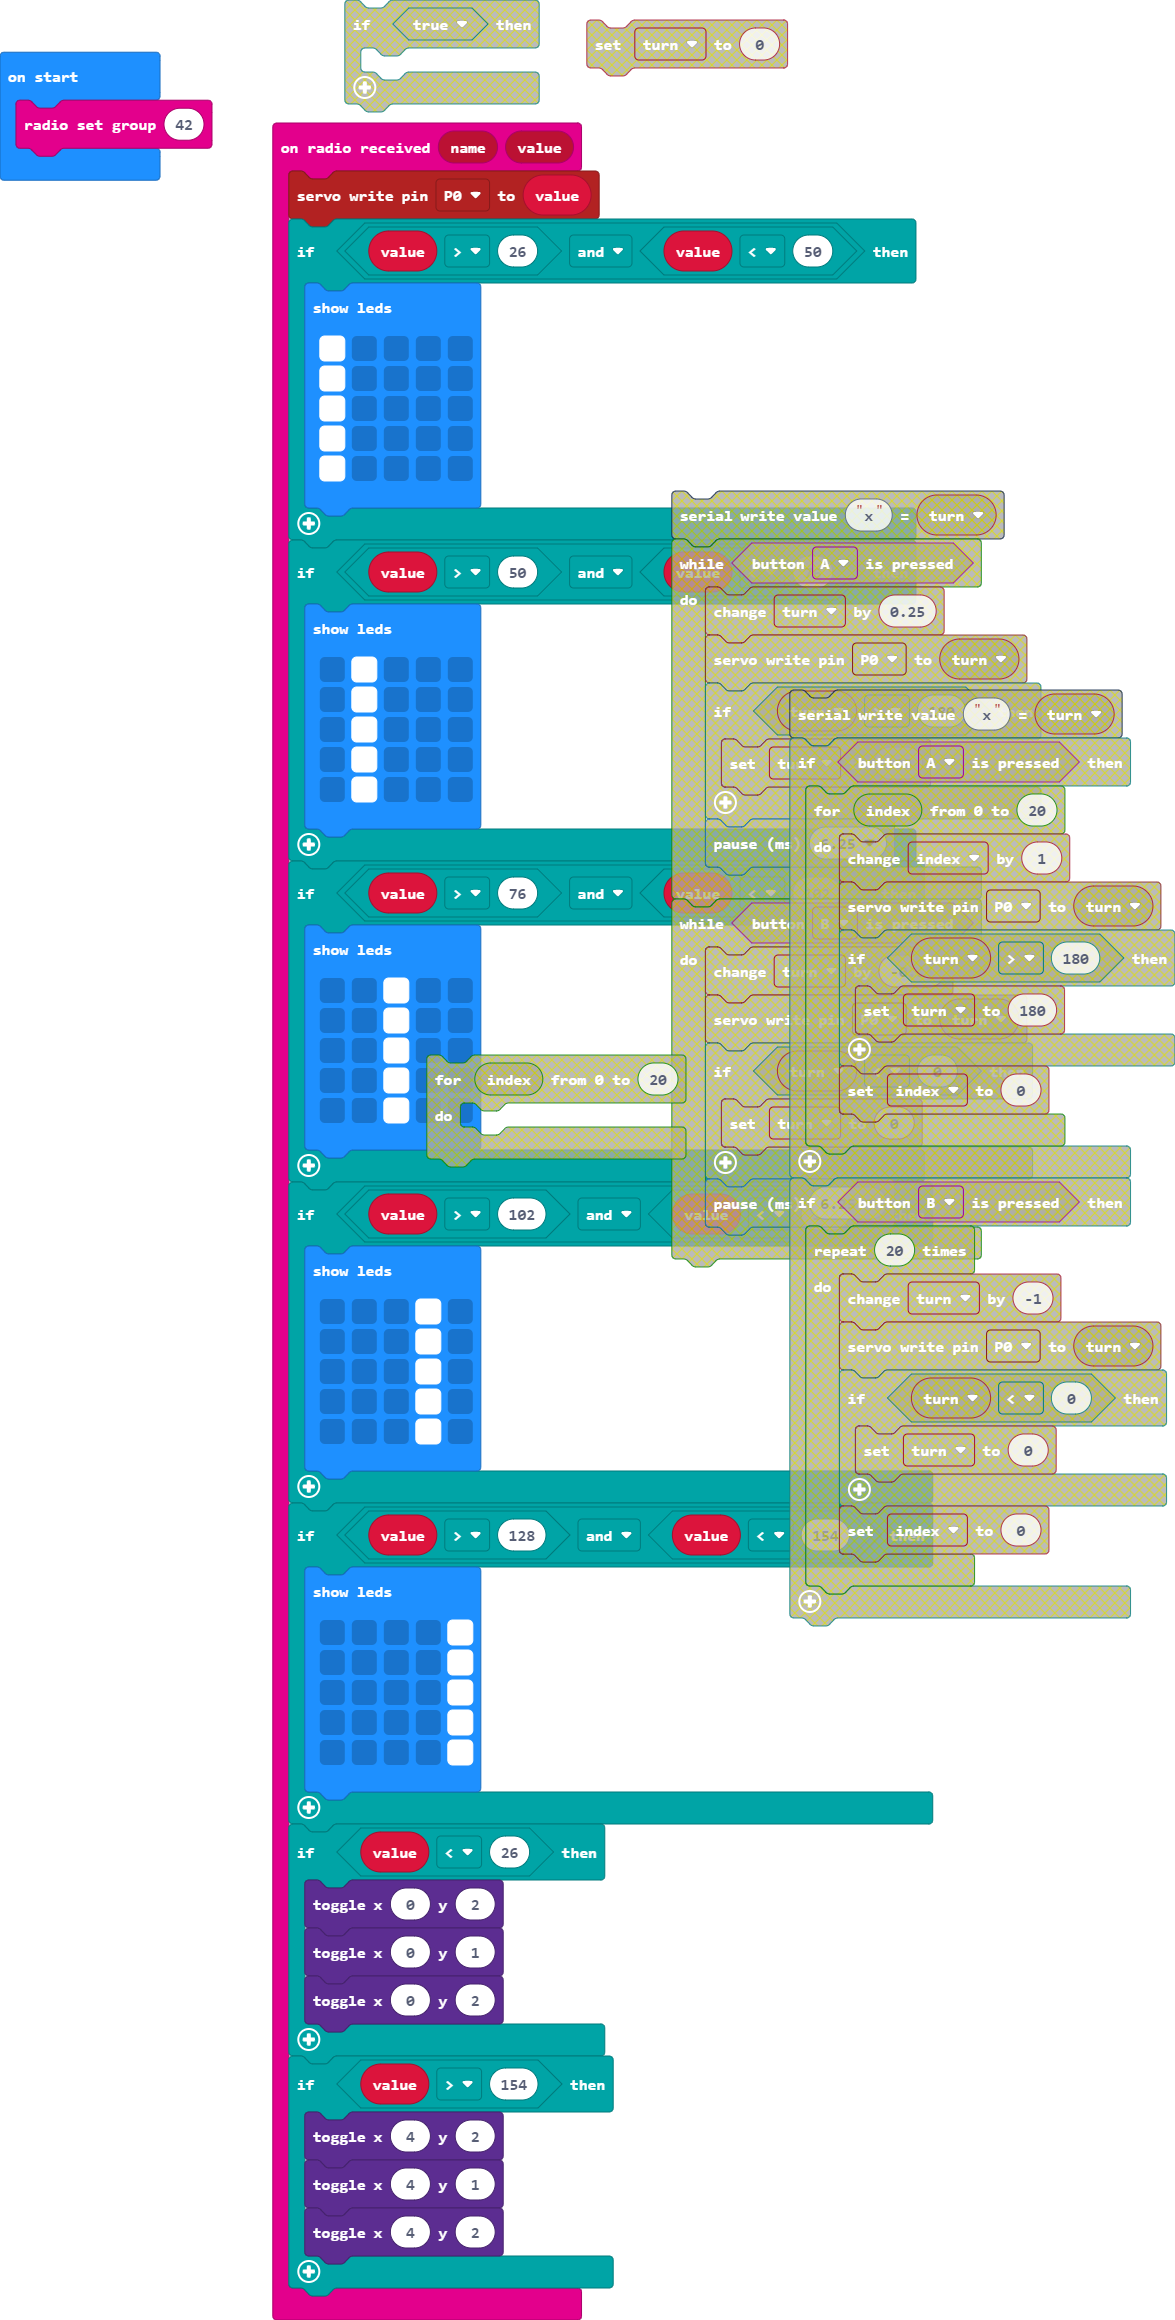 if true then
set turn to 0
on start
radio set group 42
on radio received name value
servo write pin P0 to value
if value > 26 and value < 50 then
show leds
if value > 50 and value
show leds
if value > 76 and value <
show leds
if value > 102 and value <
show leds
if value > 128 and value < 154 then
show leds
if value < 26 then
toggle x 0 y 2
toggle x 0 y 1
toggle x 0 y 2
if value > 154 then
toggle x 4 y 2
toggle x 4 y 1
toggle x 4 y 2
for index from 0 to 20
do
serial write value "x" = turn
while button A is pressed
do
change turn by 0.25
servo write pin P0 to turn
if
set
pause (ms)
while button B is pressed
do
change
servo write pin P0
if
set
pause (ms)
serial write value "x" = turn
if button A is pressed then
for index from 0 to 20
do
change index by 1
servo write pin P0 to turn
if turn > 180 then
set turn to 180
set index to 0
if button B is pressed then
repeat 20 times
do
change turn by -1
servo write pin P0 to turn
if turn < 0 then
set turn to 0
set index to 0